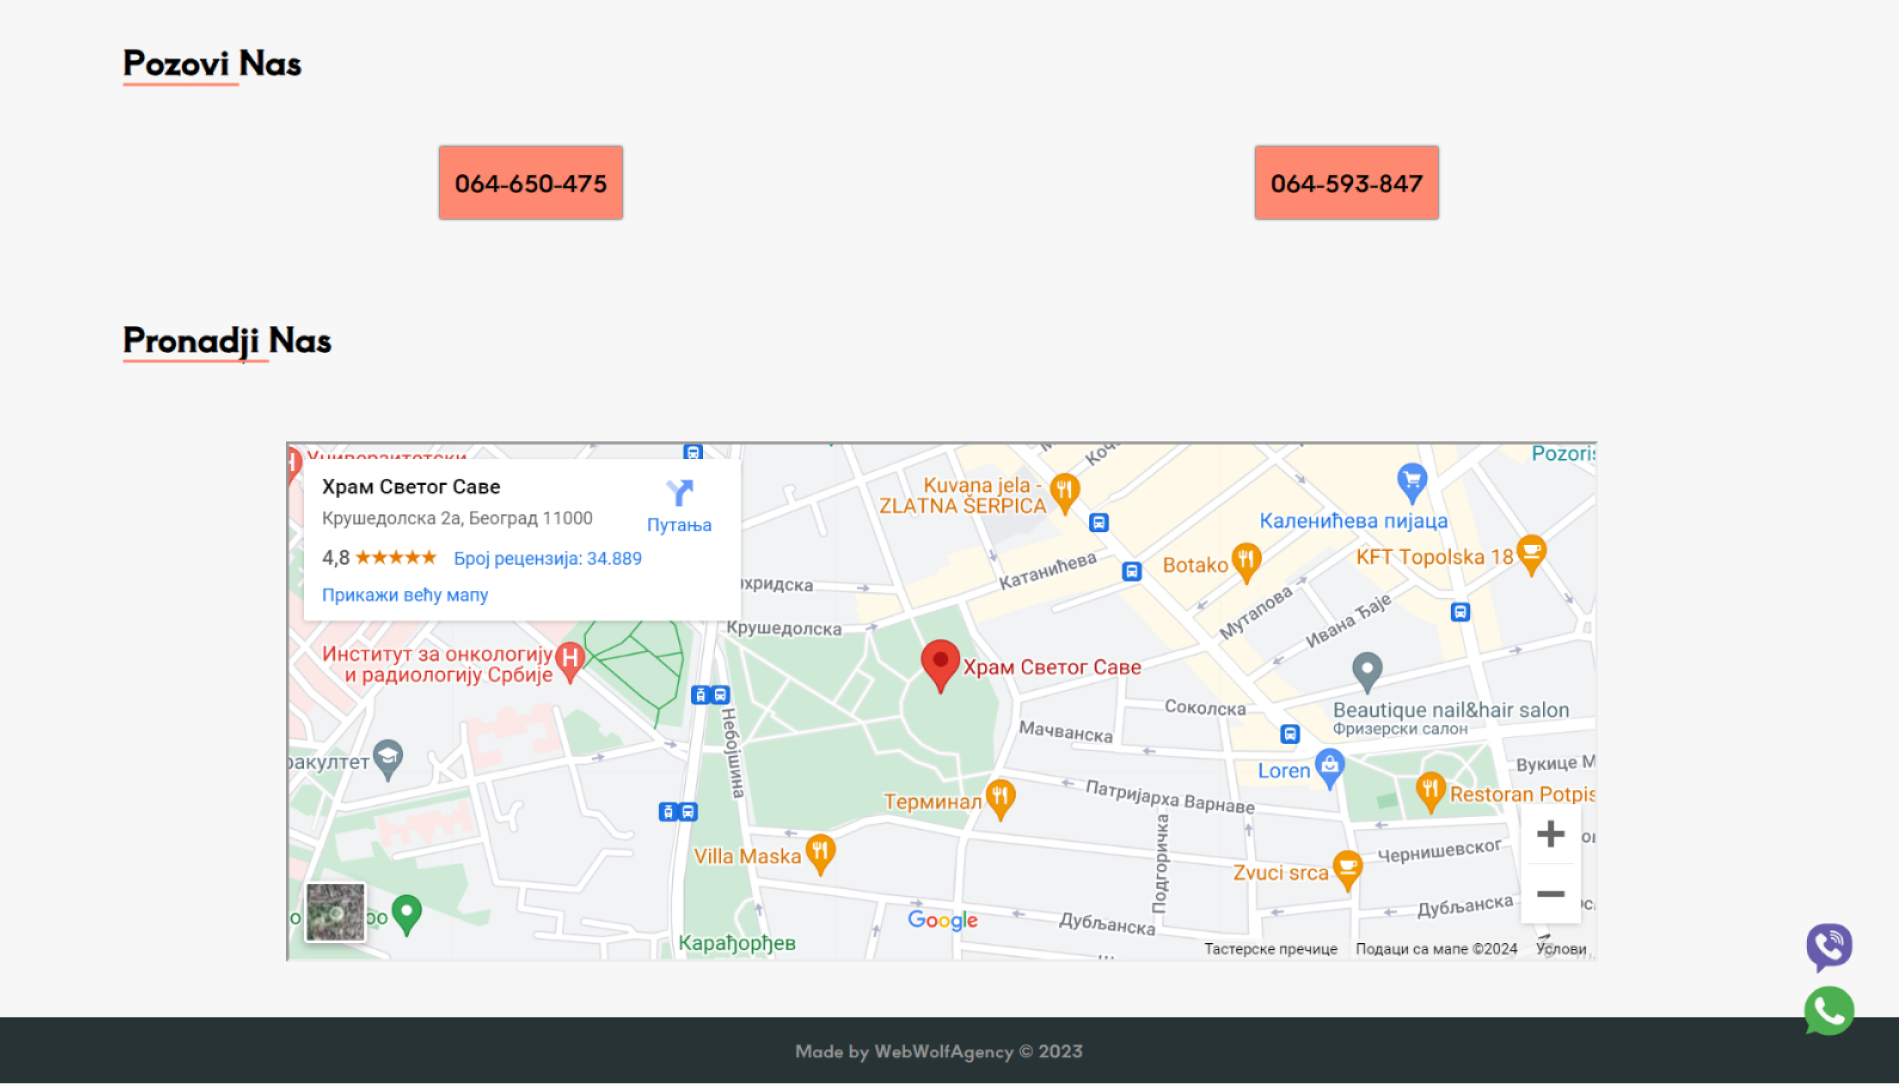 Pozovi Nas
064-650-475
064-593-847
Pronadji Nas
Универзитетски
Храм Светог Саве
Крушедолска 2а, Београд 11000
Путања
4,8
Број рецензија: 34.889
Прикажи већу мапу
Pozoris
Kuvana jela -
ZLATNA ŠERPICA
Каленићева пијаца
KFT Topolska 18
Botako
Катанићева
Мутапова
Ивана Ђаје
Крушедолска
Институт за онкологију
и радиологију Србије
Храм Светог Саве
Соколска
Мачванска
Небојшина
Beautique nail&hair salon
Фризерски салон
Loren
Вукице М
Restoran Potpis
Патријарха Варнаве
Терминал
Villa Maska
Подгоричка
Чернишевског
Zvuci srca
Дубљанска
Дубљанска
Google
Карађорђев
Тастерске пречице
Подаци са мапе ©2024
Услови
Made by WebWolfAgency © 2023